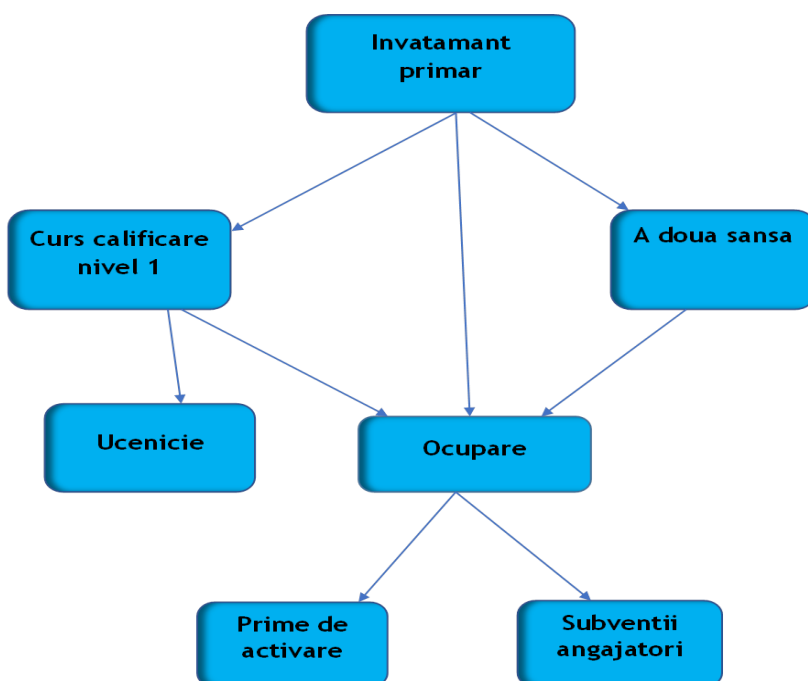 Invatamant
primar
Curs calificare
nivel 1
A doua sansa
Ucenicie
Ocupare
Prime de
activare
Subventii
angajatori